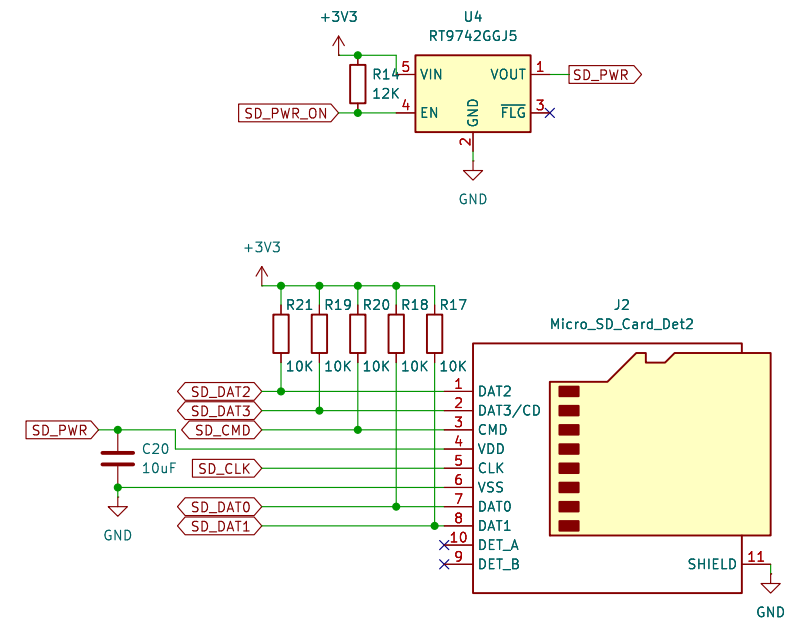 +3V3
U4
RT9742GGJ5
R14
12K
5
VIN
VOUT
1
SD_PWR
SD_PWR_ON
4
EN
GND
FLG
3
2
GND
+3V3
R21
R19
R20
R18
R17
10K
10K
10K
10K
10K
J2
Micro_SD_Card_Det2
SD_DAT2
1
DAT2
SD_DAT3
2
DAT3/CD
SD_PWR
SD_CMD
3
CMD
C20
10uF
4
VDD
SD_CLK
5
CLK
6
VSS
SD_DAT0
7
DAT0
SD_DAT1
8
DAT1
GND
10
DET_A
9
DET_B
SHIELD
11
GND